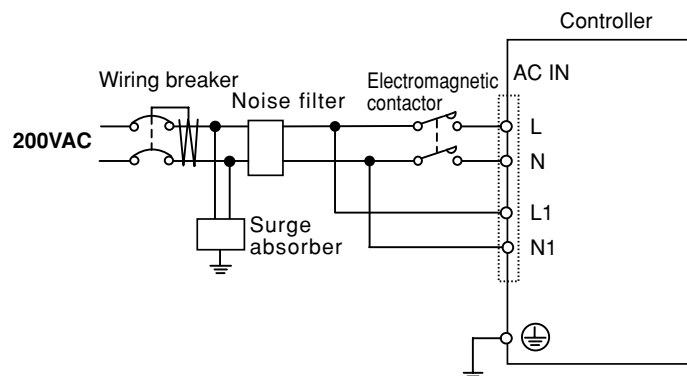 Controller
AC IN
Wiring breaker
Noise filter
Electromagnetic
contactor
200VAC
L
N
L1
N1
Surge
absorber